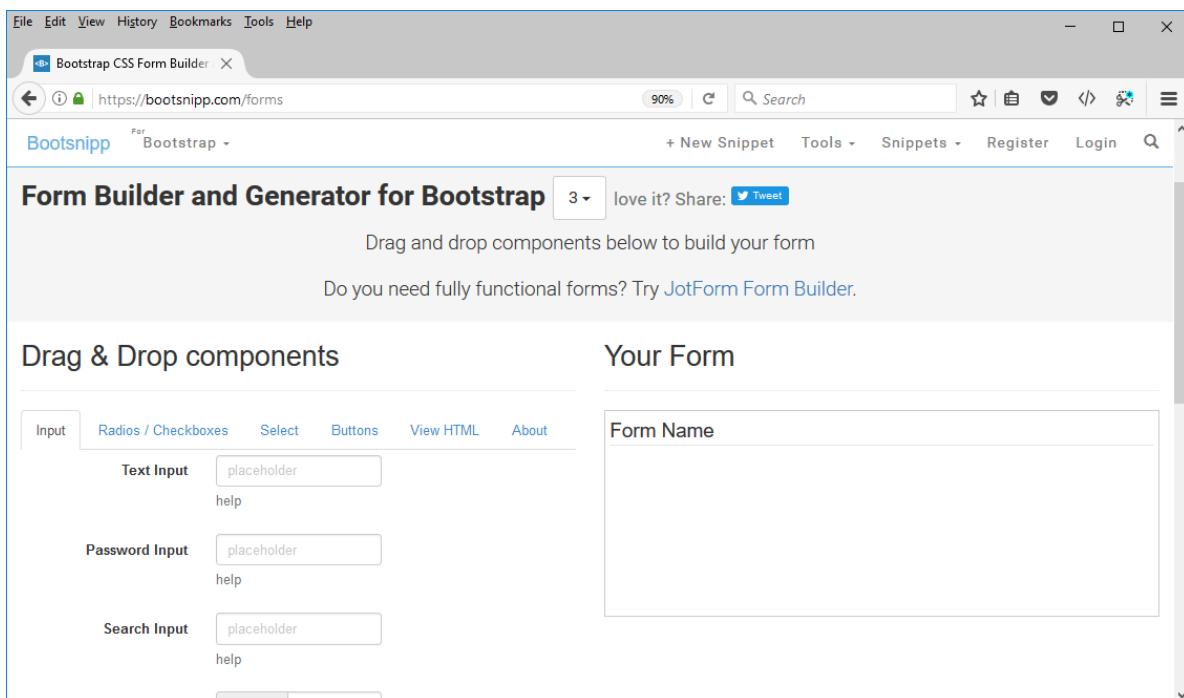 File Edit View History Bookmarks Tools Help
Bootstrap CSS Form Builder
https://bootsnipp.com/forms 90% Search
Bootsnipp For Bootstrap + New Snippet Tools Snippets Register Login
Form Builder and Generator for Bootstrap 3 love it? Share: Tweet
Drag and drop components below to build your form
Do you need fully functional forms? Try JotForm Form Builder.
Drag & Drop components
Your Form
Input Radios / Checkboxes Select Buttons View HTML About
Form Name
Text Input placeholder
help
Password Input placeholder
help
Search Input placeholder
help